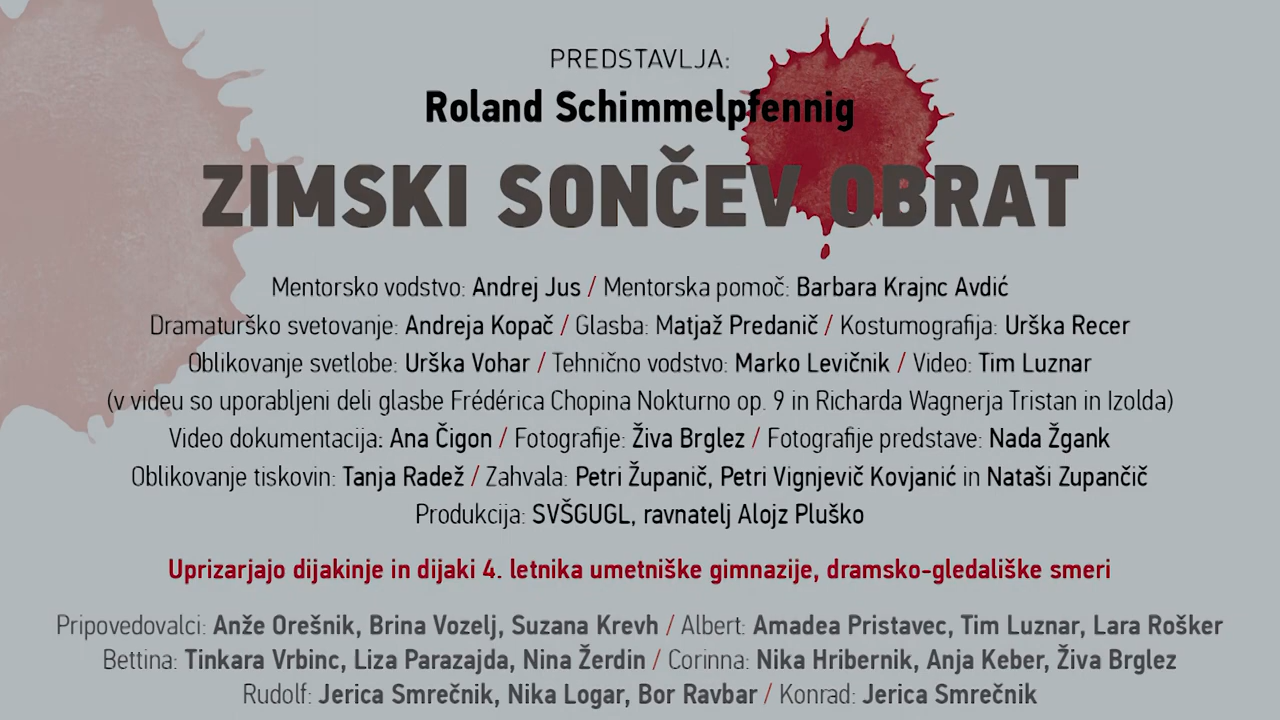 PREDSTAVLJA:
Roland Schimmelpfennig
ZIMSKI SONČEV OBRAT
Mentorsko vodstvo: Andrej Jus / Mentorska pomoč: Barbara Krajnc Avdić
Dramaturško svetovanje: Andreja Kopač / Glasba: Matjaž Predanič / Kostumografija: Urška Recer
Oblikovanje svetlobe: Urška Vohar / Tehnično vodstvo: Marko Levičnik / Video: Tim Luznar
(v videu so uporabljeni deli glasbe Frédérica Chopina Nokturno op. 9 in Richarda Wagnerja Tristan in Izolda)
Video dokumentacija: Ana Čigon / Fotografije: Živa Brglez / Fotografije predstave: Nada Žgank
Oblikovanje tiskovin: Tanja Radež / Zahvala: Petri Županič, Petri Vignjevič Kovjanić in Nataši Zupančič
Produkcija: SVŠGUGL, ravnatelj Alojz Pluško
Uprizarjajo dijakinje in dijaki 4. letnika umetniške gimnazije, dramsko-gledališke smeri
Pripovedovalci: Anže Orešnik, Brina Vozelj, Suzana Krevh / Albert: Amadea Pristavec, Tim Luznar, Lara Rošker
Bettina: Tinkara Vrbinc, Liza Parazajda, Nina Žerdin / Corinna: Nika Hribernik, Anja Keber, Živa Brglez
Rudolf: Jerica Smrečnik, Nika Logar, Bor Ravbar / Konrad: Jerica Smrečnik